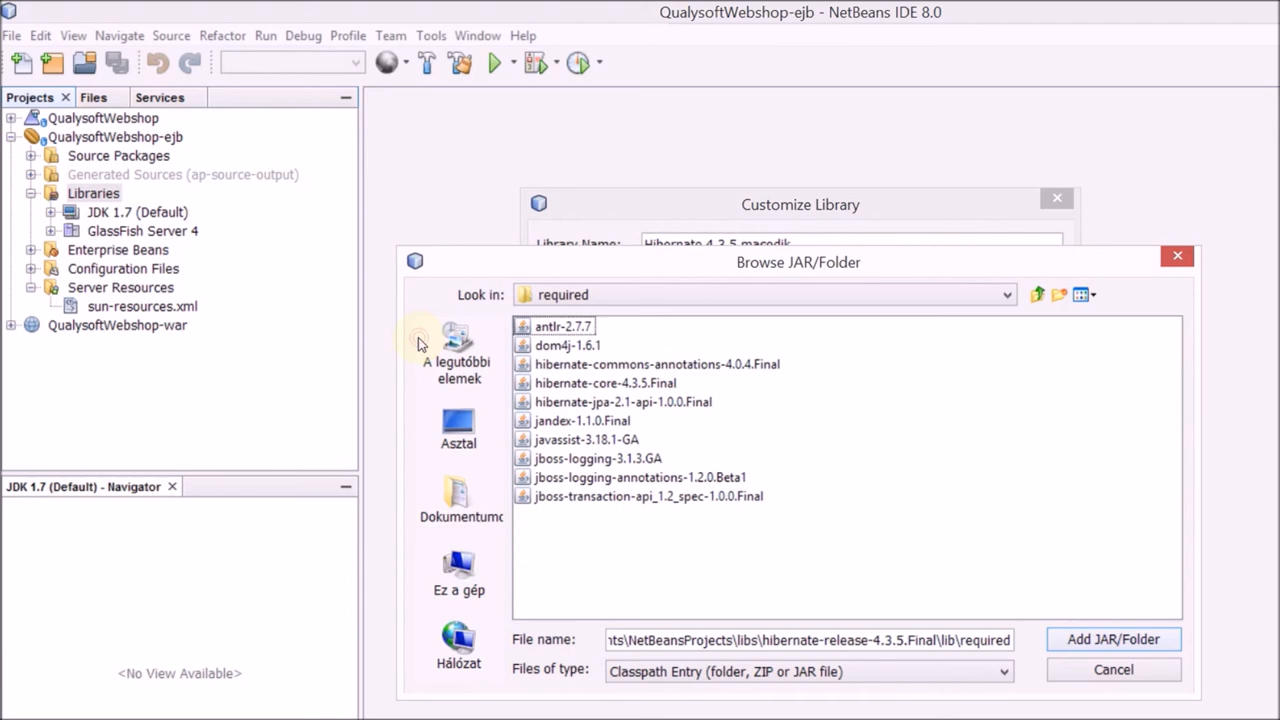 QualysoftWebshop-ejb - NetBeans IDE 8.0
File Edit View Navigate Source Refactor Run Debug Profile Team Tools Window Help
Projects Files Services
QualysoftWebshop
QualysoftWebshop-ejb
Source Packages
Generated Sources (ap-source-output)
Libraries
JDK 1.7 (Default)
GlassFish Server 4
Enterprise Beans
Configuration Files
Server Resources
sun-resources.xml
QualysoftWebshop-war
JDK 1.7 (Default) - Navigator
<No View Available>
Customize Library
Library Name: Hibernate 4.3.5 masodik
Browse JAR/Folder
Look in: required
A legutóbbi
elemek
Asztal
Dokumentumo
Ez a gép
Hálózat
antlr-2.7.7
dom4j-1.6.1
hibernate-commons-annotations-4.0.4.Final
hibernate-core-4.3.5.Final
hibernate-jpa-2.1-api-1.0.0.Final
jandex-1.1.0.Final
javassist-3.18.1-GA
jboss-logging-3.1.3.GA
jboss-logging-annotations-1.2.0.Beta1
jboss-transaction-api_1.2_spec-1.0.0.Final
File name: nts\NetBeansProjects\libs\hibernate-release-4.3.5.Final\lib\required Add JAR/Folder
Files of type: Classpath Entry (folder, ZIP or JAR file) Cancel